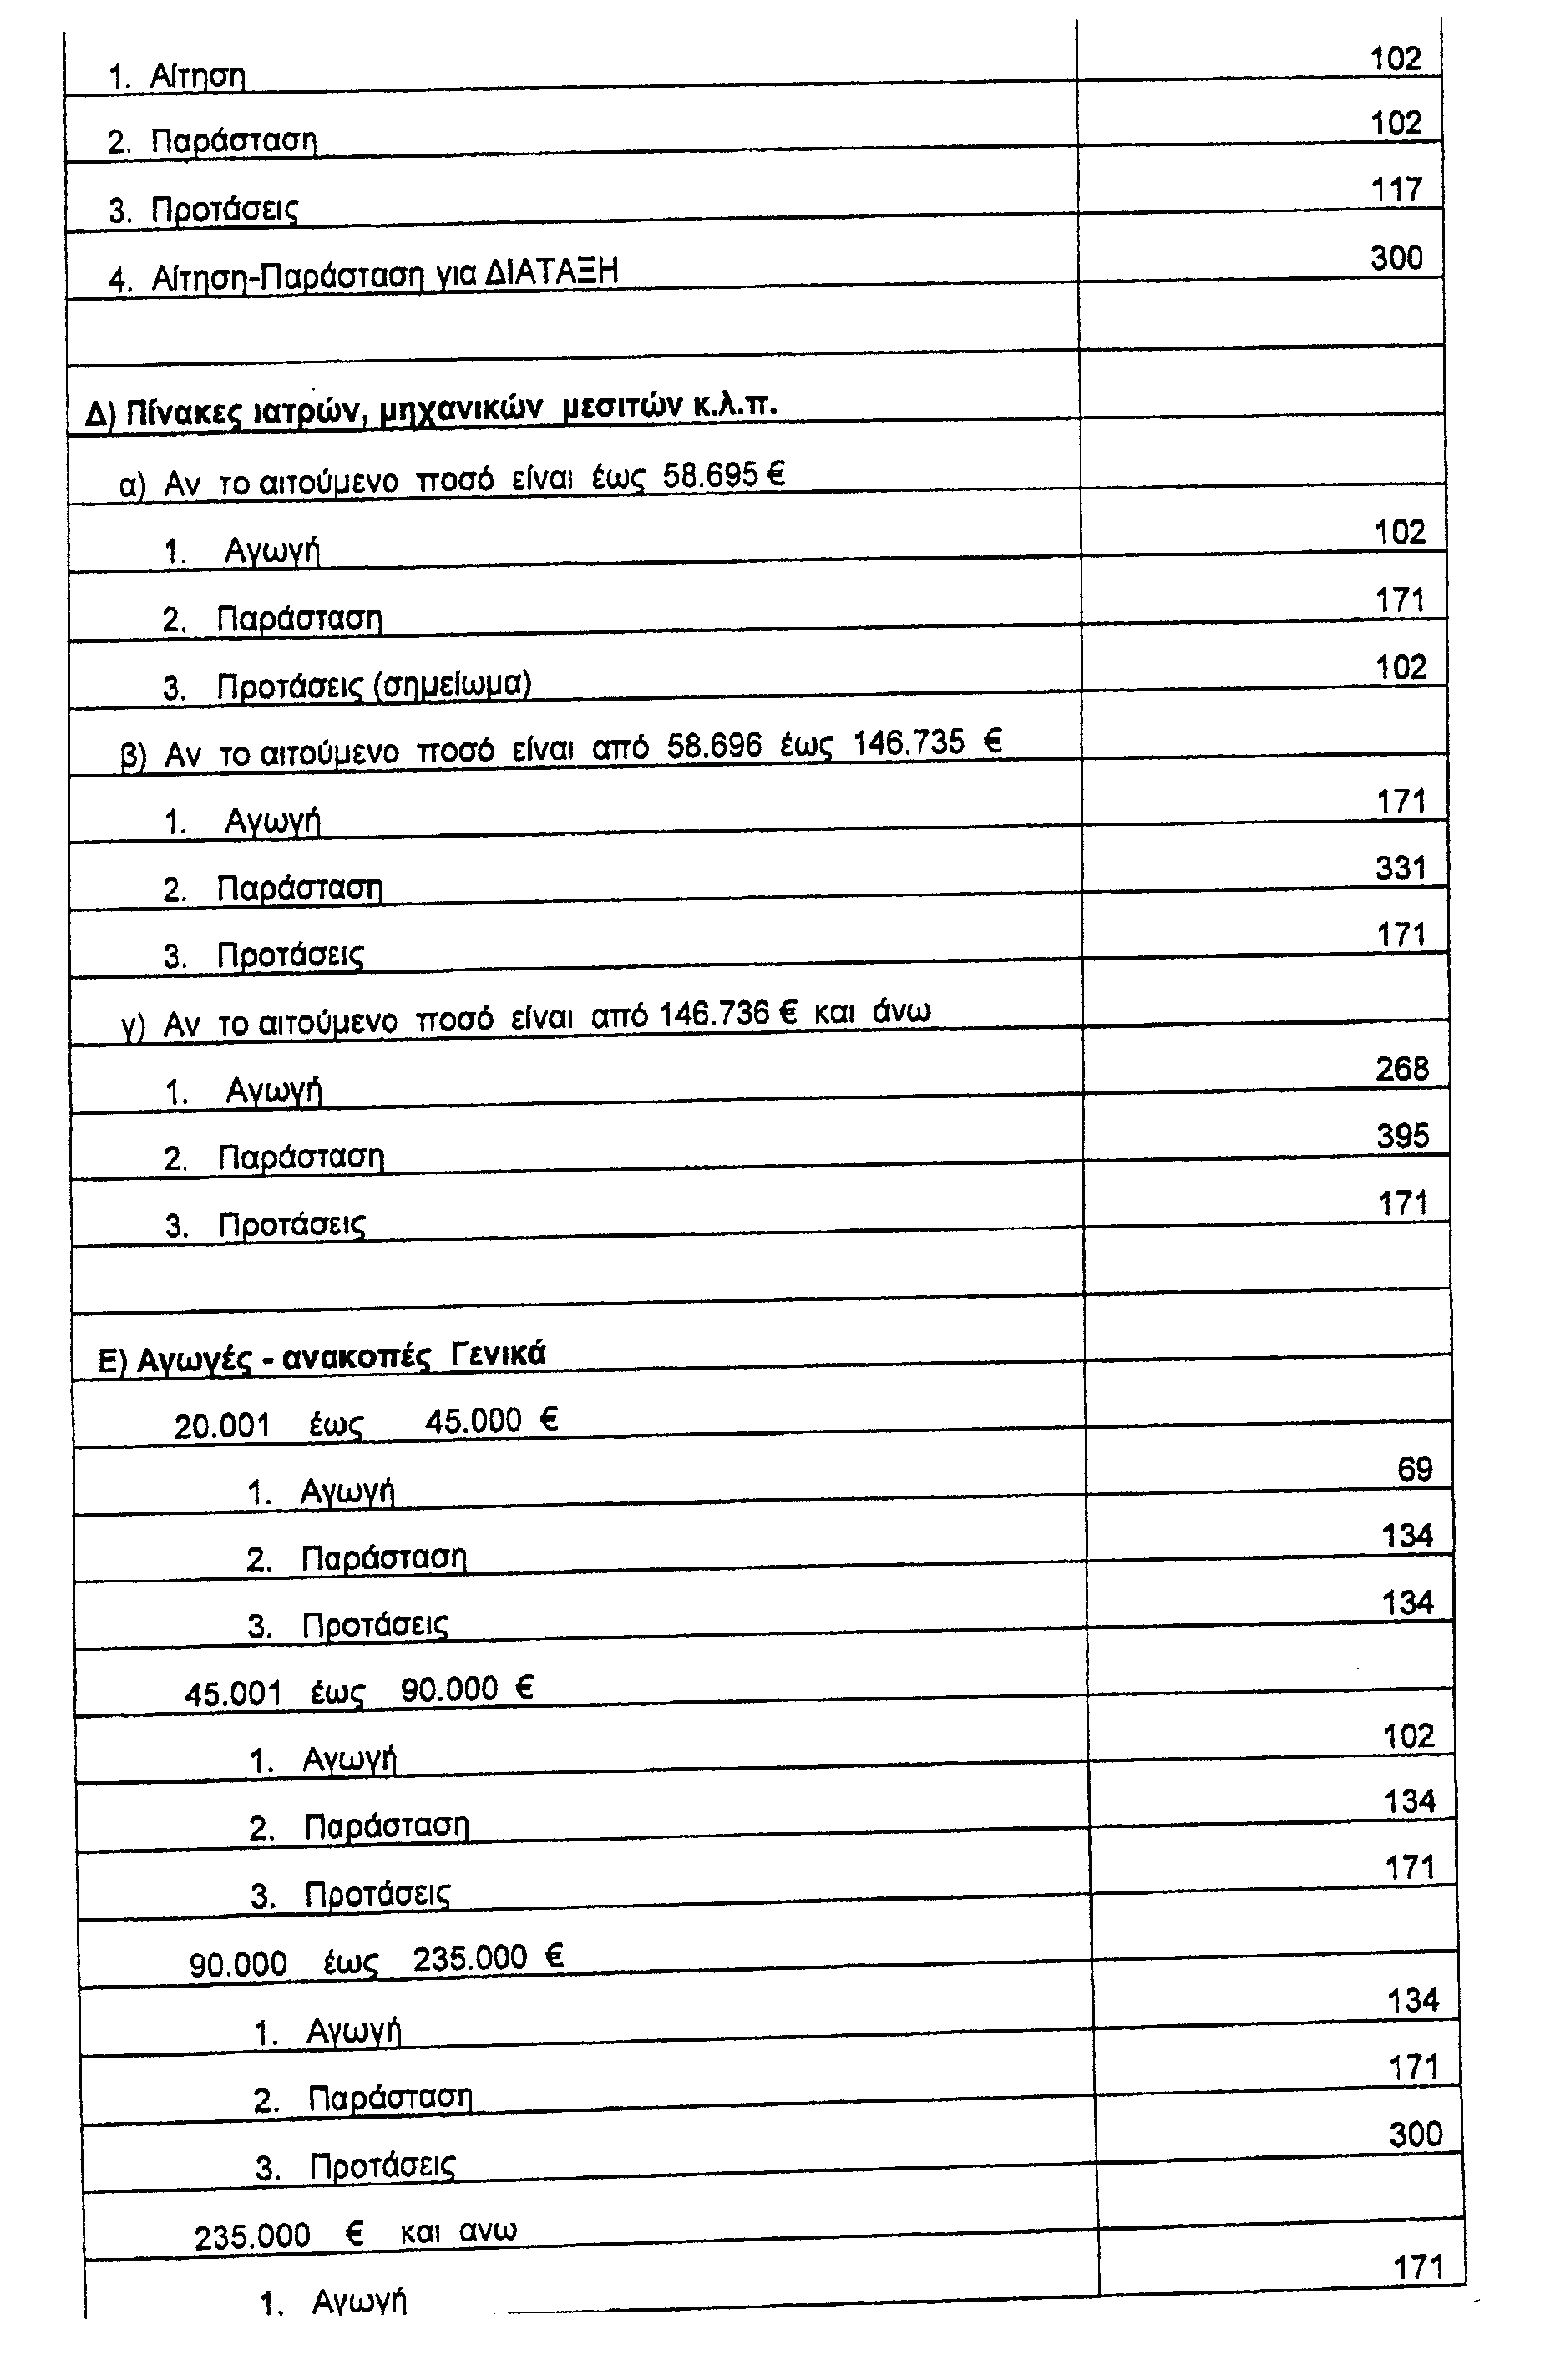 1. Αίτηση 102
2. Παράσταση 102
3. Προτάσεις 117
4. Αίτηση-Παράσταση για ΔΙΑΤΑΞΗ 300
Δ) Πίνακες ιατρών, μηχανικών μεσιτών κ.λ.π.
α) Αν το αιτούμενο ποσό είναι έως 58.695 €
1. Αγωγή 102
2. Παράσταση 171
3. Προτάσεις (σημείωμα) 102
β) Αν το αιτούμενο ποσό είναι από 58.696 έως 146.735 €
1. Αγωγή 171
2. Παράσταση 331
3. Προτάσεις 171
γ) Αν το αιτούμενο ποσό είναι από 146.736 € και άνω
1. Αγωγή 268
2. Παράσταση 395
3. Προτάσεις 171
Ε) Αγωγές - ανακοπές Γενικά
20.001 έως 45.000 €
1. Αγωγή 69
2. Παράσταση 134
3. Προτάσεις 134
45.001 έως 90.000 €
1. Αγωγή 102
2. Παράσταση 134
3. Προτάσεις 171
90.000 έως 235.000 €
1. Αγωγή 134
2. Παράσταση 171
3. Προτάσεις 300
235.000 € και ανω
1. Αγωγή 171